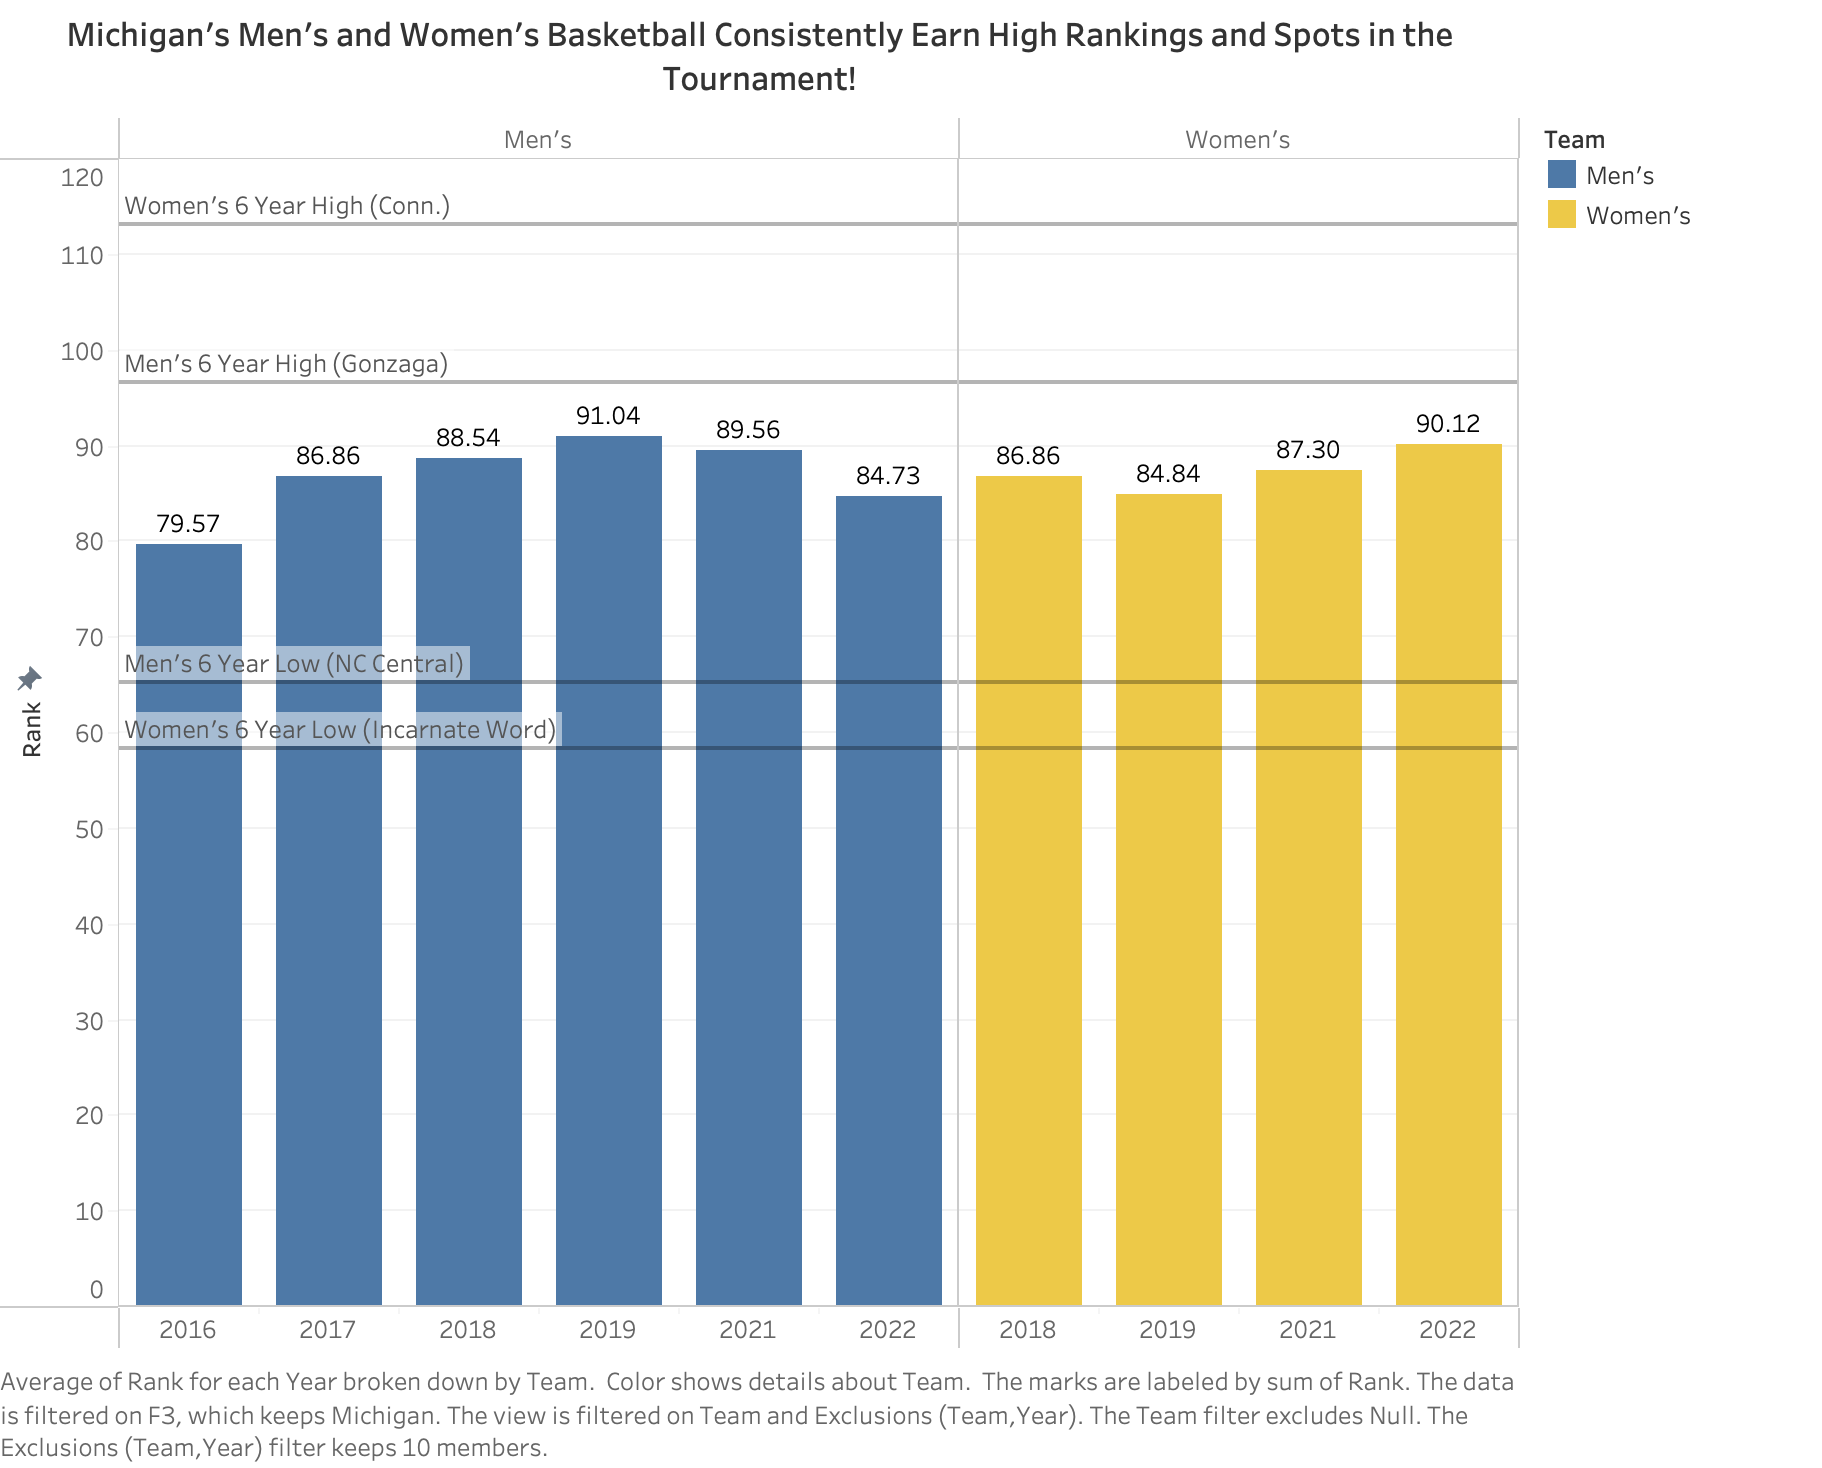 Michigan's Men's and Women's Basketball Consistently Earn High Rankings and Spots in the
Tournament!
Men's
Women's
Team
Men's
Women's
120
Women's 6 Year High (Conn.)
110
100
Men's 6 Year High (Gonzaga)
90
79.57
86.86
88.54
91.04
89.56
84.73
86.86
84.84
87.30
90.12
80
70
Men's 6 Year Low (NC Central)
Women's 6 Year Low (Incarnate Word)
60
Rank
50
40
30
20
10
0
2016
2017
2018
2019
2021
2022
2018
2019
2021
2022
Average of Rank for each Year broken down by Team.  Color shows details about Team.  The marks are labeled by sum of Rank. The data
is filtered on F3, which keeps Michigan. The view is filtered on Team and Exclusions (Team,Year). The Team filter excludes Null. The
Exclusions (Team,Year) filter keeps 10 members.